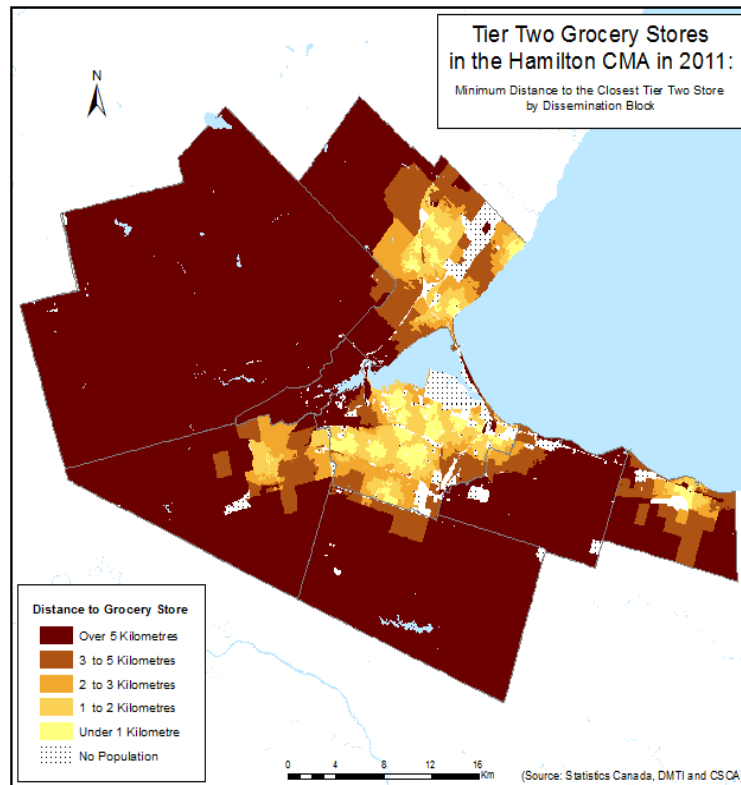 Tier Two Grocery Stores
in the Hamilton CMA in 2011:
Minimum Distance to the Closest Tier Two Store
by Dissemination Block
N
Distance to Grocery Store
Over 5 Kilometres
3 to 5 Kilometres
2 to 3 Kilometres
1 to 2 Kilometres
Under 1 Kilometre
No Population
0 4 8 12 16
Km
(Source: Statistics Canada, DMTI and CSCA